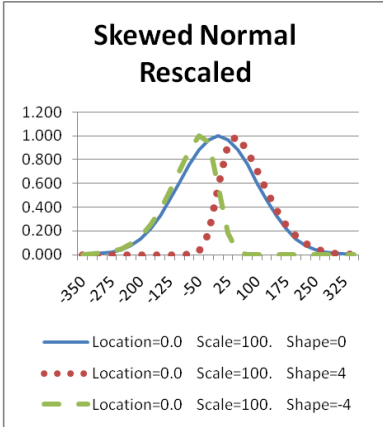 Skewed Normal
Rescaled
1.200
1.000
0.800
0.600
0.400
0.200
0.000
-350 -275 -200 -125 -50 25 100 175 250 325
Location=0.0 Scale=100. Shape=0
Location=0.0 Scale=100. Shape=4
Location=0.0 Scale=100. Shape=-4